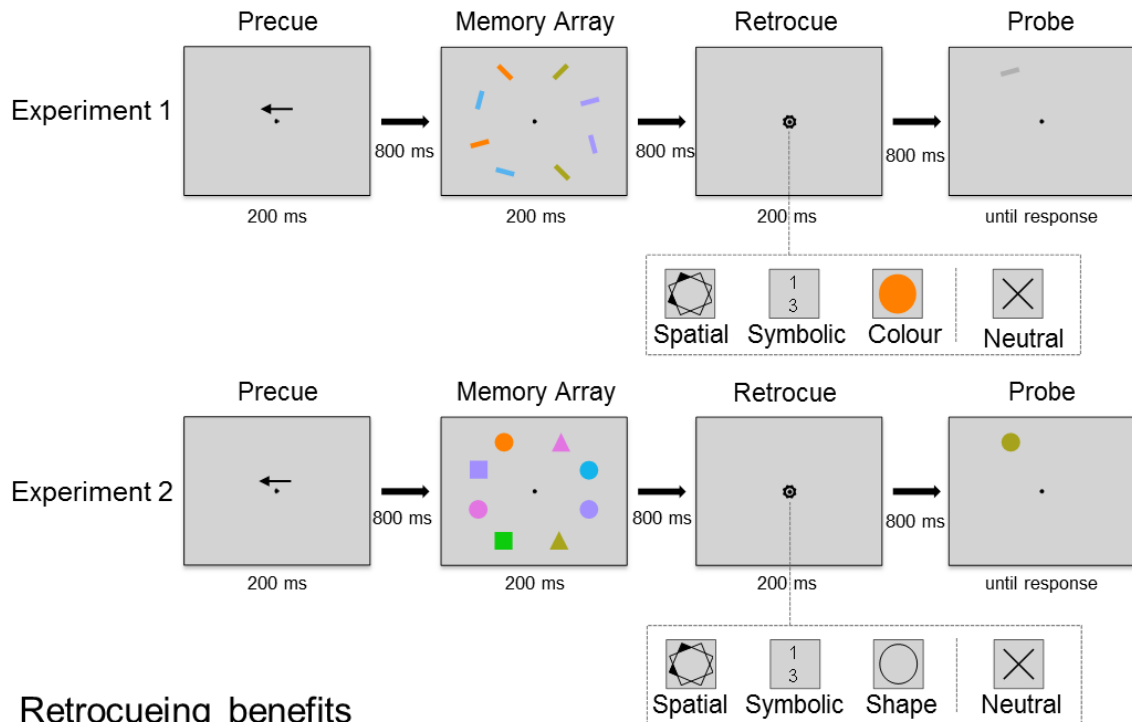 Precue
Memory Array
Retrocue
Probe
Experiment 1
800 ms
800 ms
800 ms
200 ms
200 ms
200 ms
until response
1
3
Spatial
Symbolic
Colour
Neutral
Precue
Memory Array
Retrocue
Probe
Experiment 2
800 ms
800 ms
800 ms
200 ms
200 ms
200 ms
until response
1
3
Spatial
Symbolic
Shape
Neutral
Retrocueing benefits